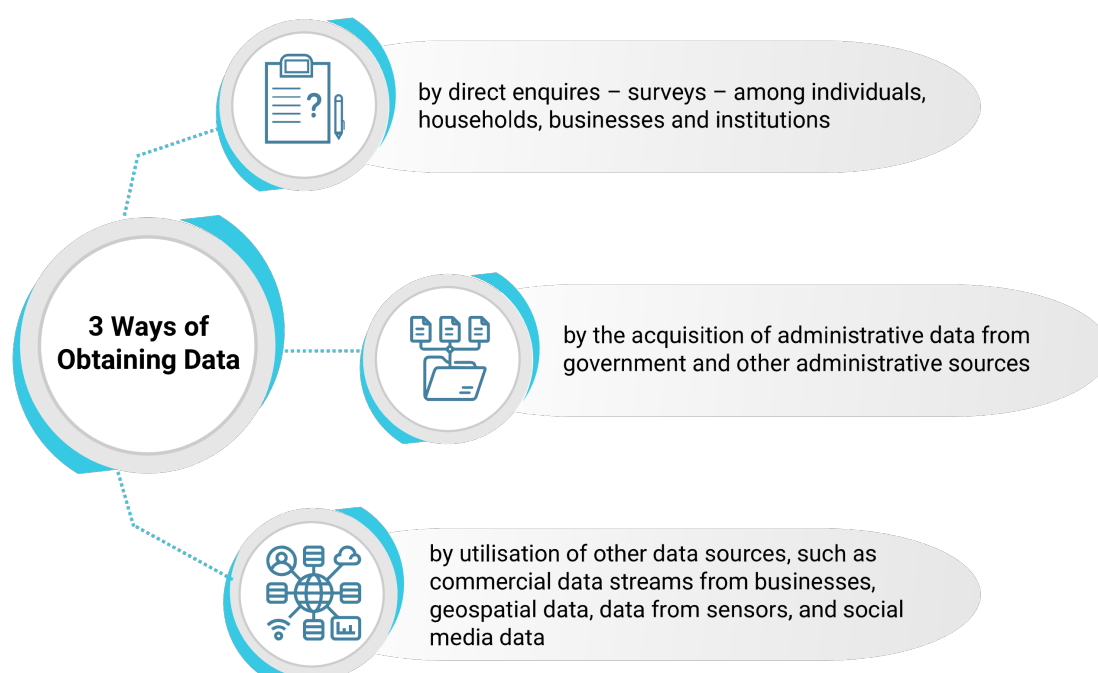 by direct enquires – surveys – among individuals,
households, businesses and institutions
3 Ways of
Obtaining Data
by the acquisition of administrative data from
government and other administrative sources
by utilisation of other data sources, such as
commercial data streams from businesses,
geospatial data, data from sensors, and social
media data
?